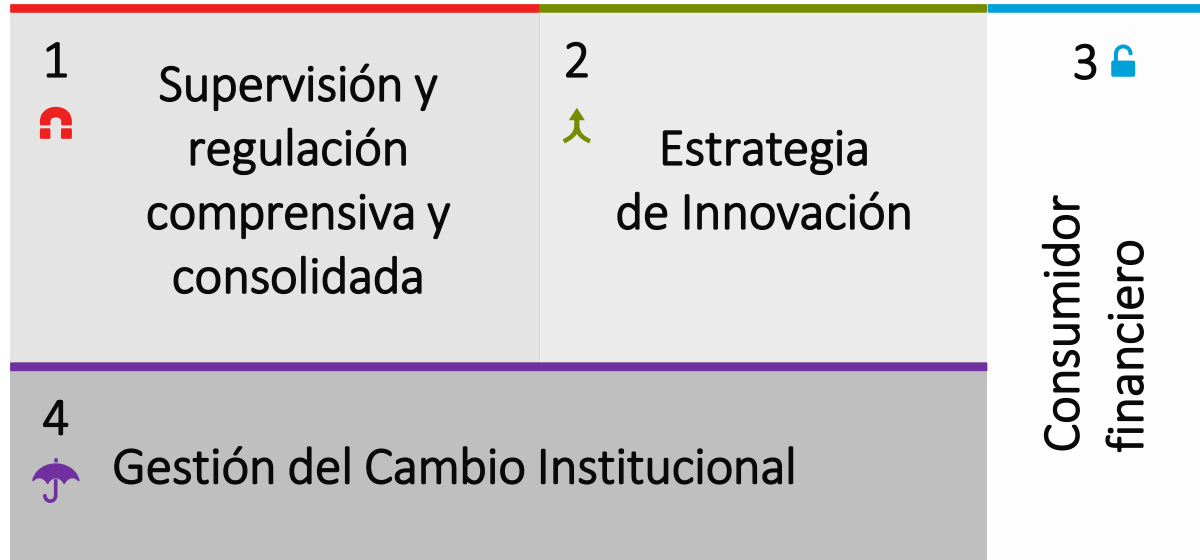 1
Supervisión y
regulación
comprensiva y
consolidada
2
Estrategia
de Innovación
3
Consumidor
financiero
4
Gestión del Cambio Institucional